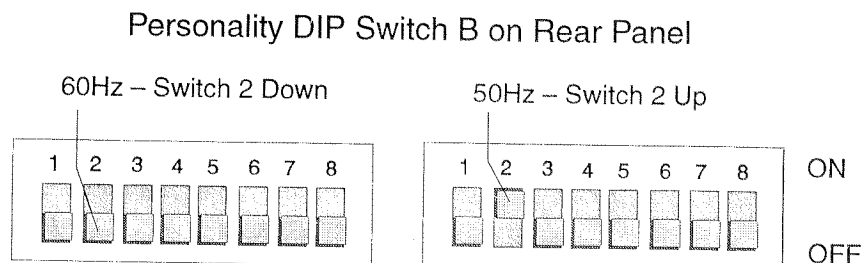 Personality DIP Switch B on Rear Panel
60Hz – Switch 2 Down
50Hz – Switch 2 Up
1 2 3 4 5 6 7 8
1 2 3 4 5 6 7 8
ON
OFF